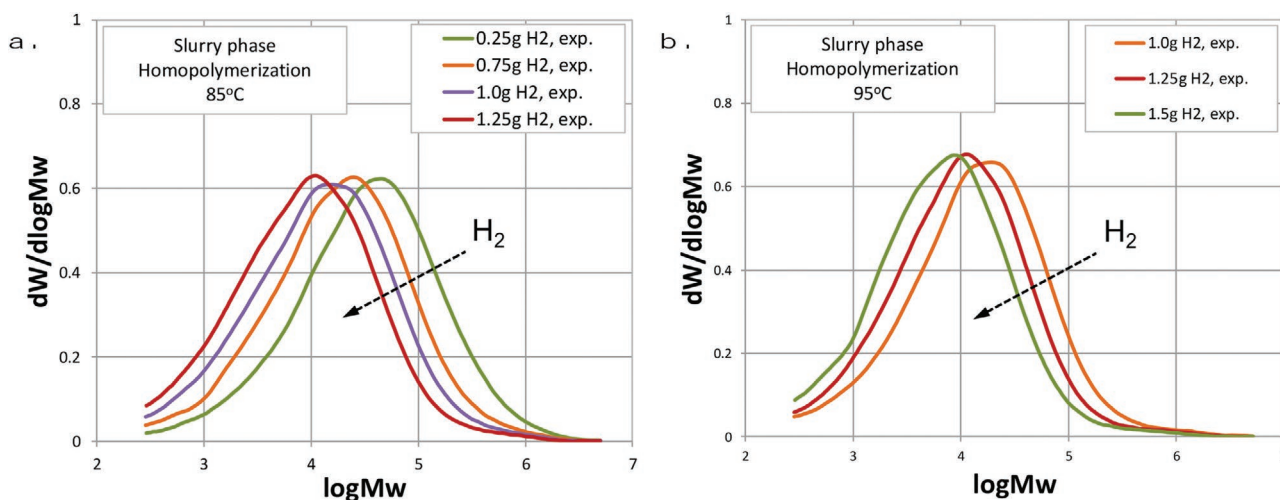 a.
Slurry phase
Homopolymerization
85°C
0.25g H2, exp.
0.75g H2, exp.
1.0g H2, exp.
1.25g H2, exp.
H2
dW/dlogMw
1
0.8
0.6
0.4
0.2
0
2 3 4 5 6 7
logMw
b.
Slurry phase
Homopolymerization
95°C
1.0g H2, exp.
1.25g H2, exp.
1.5g H2, exp.
H2
dW/dlogMw
1
0.8
0.6
0.4
0.2
0
2 3 4 5 6
logMw